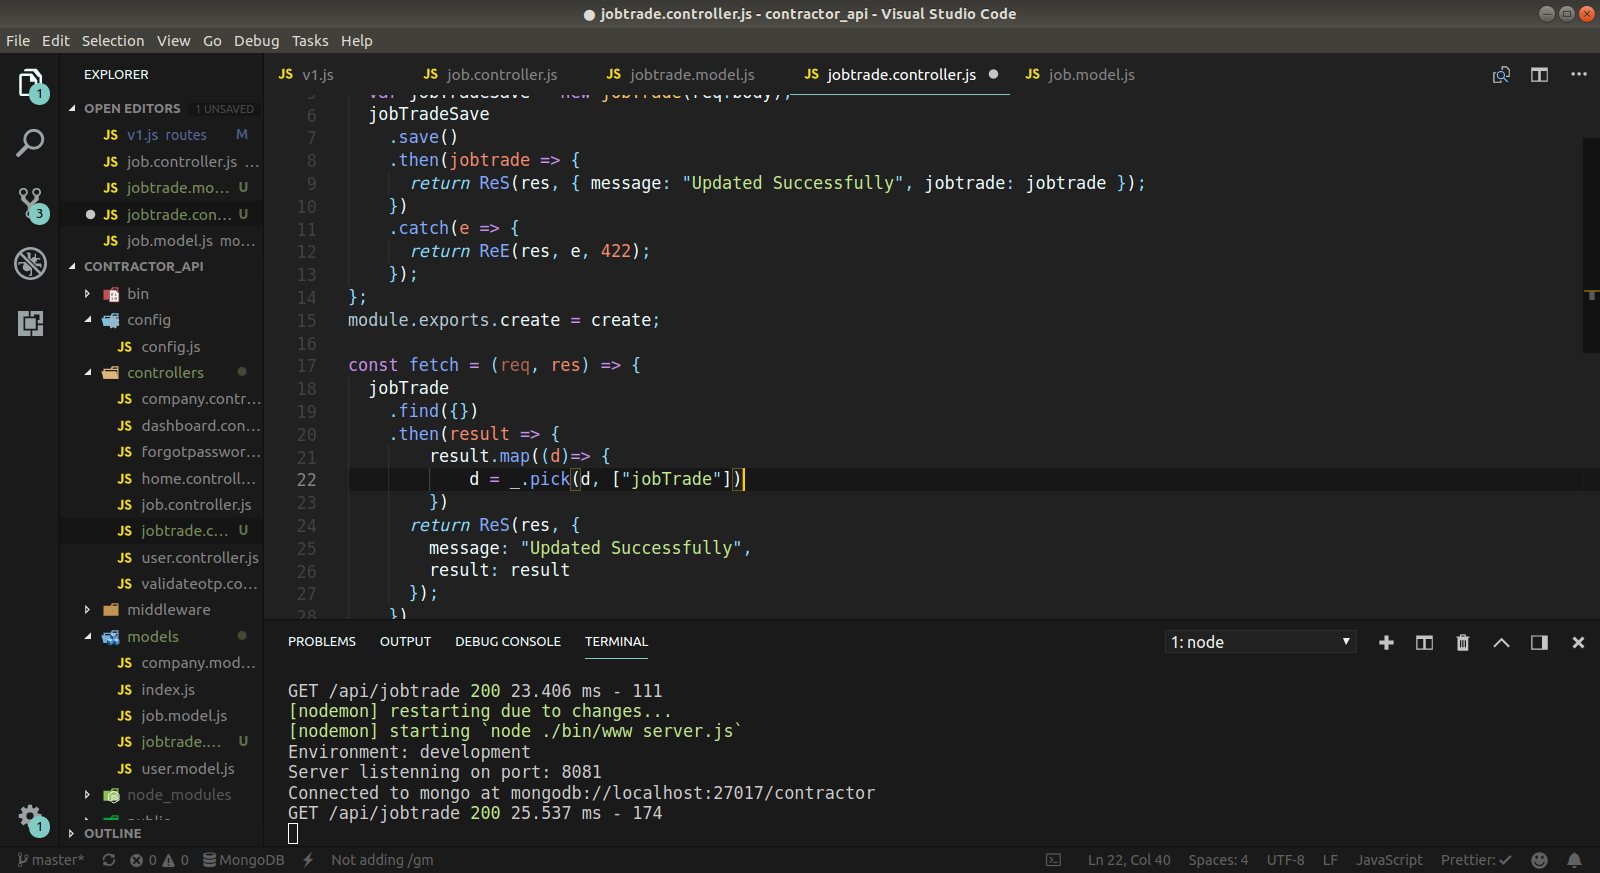 jobtrade.controller.js - contractor_api - Visual Studio Code
File Edit Selection View Go Debug Tasks Help
EXPLORER
JS v1.js JS job.controller.js JS jobtrade.model.js JS jobtrade.controller.js JS job.model.js
OPEN EDITORS 1 UNSAVED
JS v1.js routes M
JS job.controller.js ...
JS jobtrade.mo... U
JS jobtrade.con... U
JS job.model.js mo...
CONTRACTOR_API
bin
config
JS config.js
controllers
JS company.contr...
JS dashboard.con...
JS forgotpasswor...
JS home.controll...
JS job.controller.js
JS jobtrade.c... U
JS user.controller.js
JS validateotp.co...
middleware
models
JS company.mod...
JS index.js
JS job.model.js
JS jobtrade.... U
JS user.model.js
node_modules
public
OUTLINE
1
3
1
5 var jobTradeSave = new jobTrade(req.body);
6 jobTradeSave
7 .save()
8 .then(jobtrade => {
9 return ReS(res, { message: "Updated Successfully", jobtrade: jobtrade });
10 })
11 .catch(e => {
12 return ReE(res, e, 422);
13 });
14 };
15 module.exports.create = create;
16
17 const fetch = (req, res) => {
18 jobTrade
19 .find({})
20 .then(result => {
21 result.map((d)=> {
22 d = _.pick(d, ["jobTrade"])
23 })
24 return ReS(res, {
25 message: "Updated Successfully",
26 result: result
27 });
28 })
PROBLEMS OUTPUT DEBUG CONSOLE TERMINAL 1: node
GET /api/jobtrade 200 23.406 ms - 111
[nodemon] restarting due to changes...
[nodemon] starting `node ./bin/www server.js`
Environment: development
Server listenning on port: 8081
Connected to mongo at mongodb://localhost:27017/contractor
GET /api/jobtrade 200 25.537 ms - 174
master* 0 0 MongoDB Not adding /gm Ln 22, Col 40 Spaces: 4 UTF-8 LF JavaScript Prettier: ✓